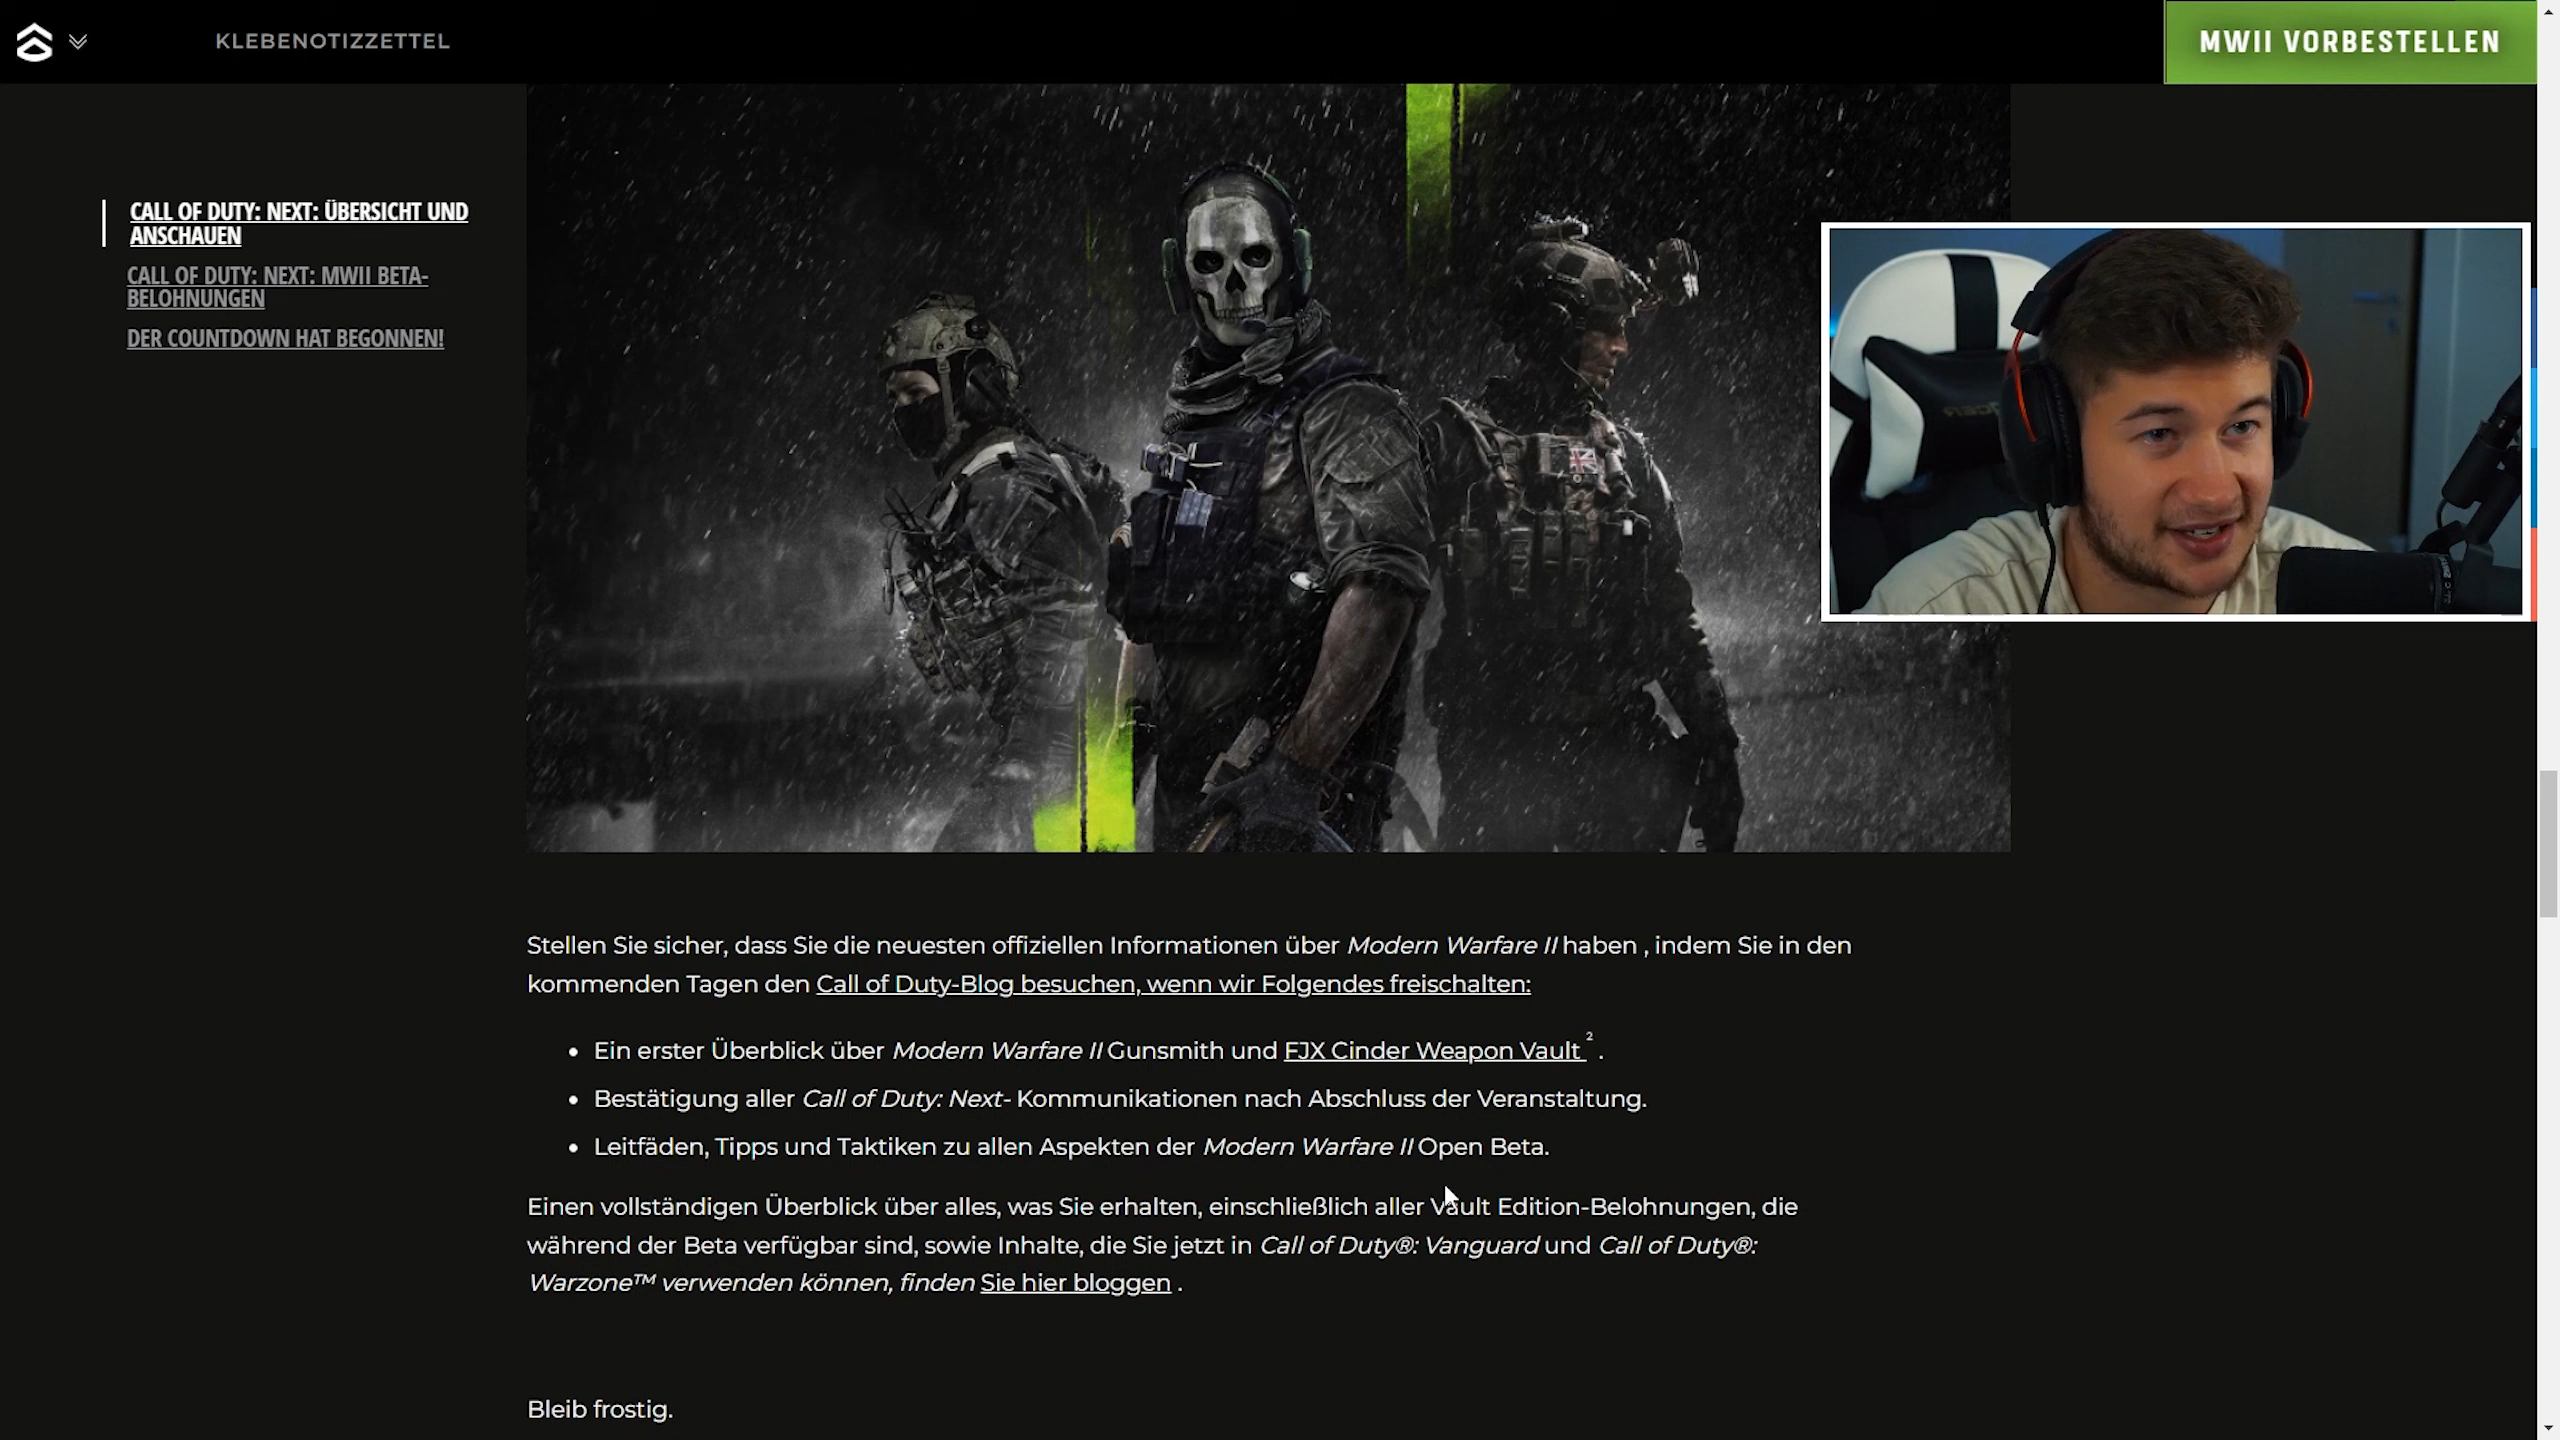 KLEBENOTIZZETTEL
MWII VORBESTELLEN
CALL OF DUTY: NEXT: ÜBERSICHT UND
ANSCHAUEN
CALL OF DUTY: NEXT: MWII BETA-
BELOHNUNGEN
DER COUNTDOWN HAT BEGONNEN!
Stellen Sie sicher, dass Sie die neuesten offiziellen Informationen über Modern Warfare II haben , indem Sie in den
kommenden Tagen den Call of Duty-Blog besuchen, wenn wir Folgendes freischalten:
• Ein erster Überblick über Modern Warfare II Gunsmith und FJX Cinder Weapon Vault ² .
• Bestätigung aller Call of Duty: Next- Kommunikationen nach Abschluss der Veranstaltung.
• Leitfäden, Tipps und Taktiken zu allen Aspekten der Modern Warfare II Open Beta.
Einen vollständigen Überblick über alles, was Sie erhalten, einschließlich aller Vault Edition-Belohnungen, die
während der Beta verfügbar sind, sowie Inhalte, die Sie jetzt in Call of Duty®: Vanguard und Call of Duty®:
Warzone™ verwenden können, finden Sie hier bloggen .
Bleib frostig.